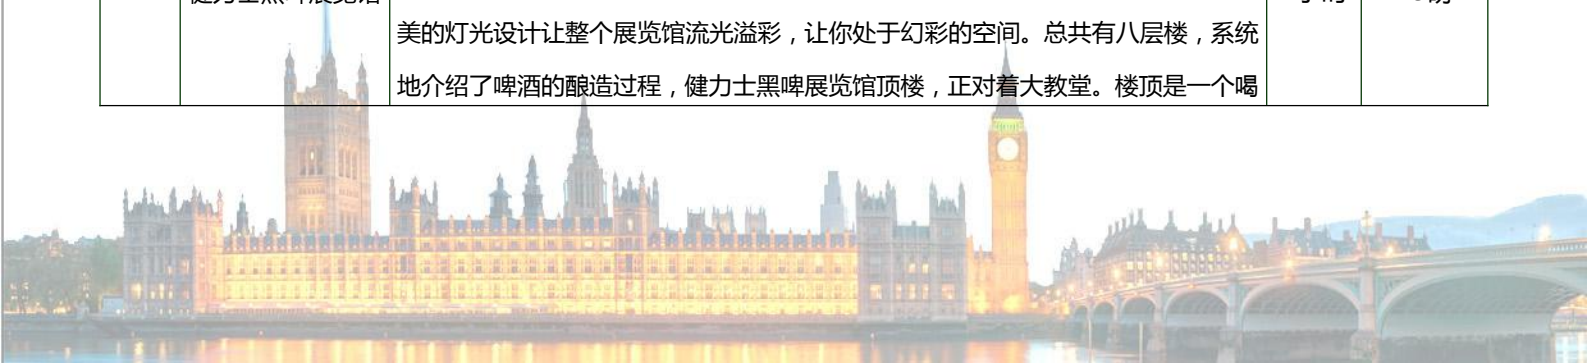 美的灯光设计让整个展览馆流光溢彩，让你处于幻彩的空间。总共有八层楼，系统
地介绍了啤酒的酿造过程，健力士黑啤展览馆顶楼，正对着大教堂。楼顶是一个喝